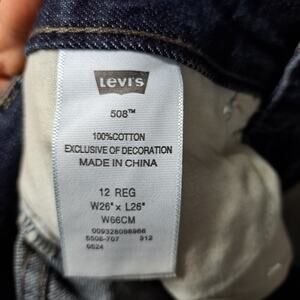 Levi's
508™
100%COTTON
EXCLUSIVE OF DECORATION
MADE IN CHINA
12 REG
W26" x L26"
W66CM
009328098966
5508-707 312
0524